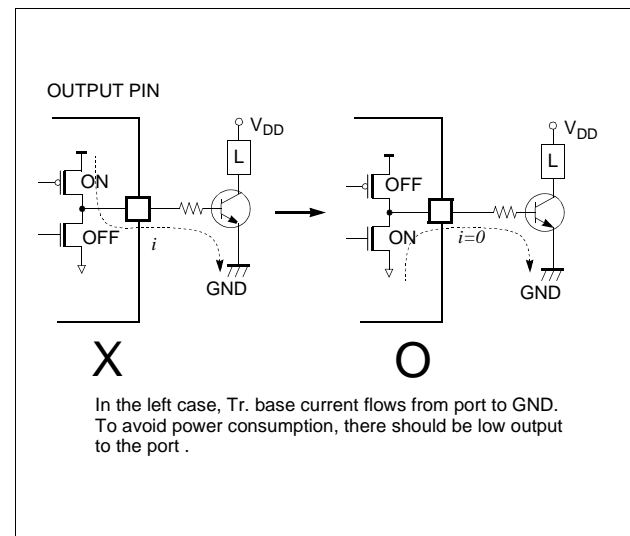 OUTPUT PIN
V_DD
L
ON
OFF
i
GND
X
V_DD
L
OFF
ON
i=0
GND
O
In the left case, Tr. base current flows from port to GND.
To avoid power consumption, there should be low output
to the port .